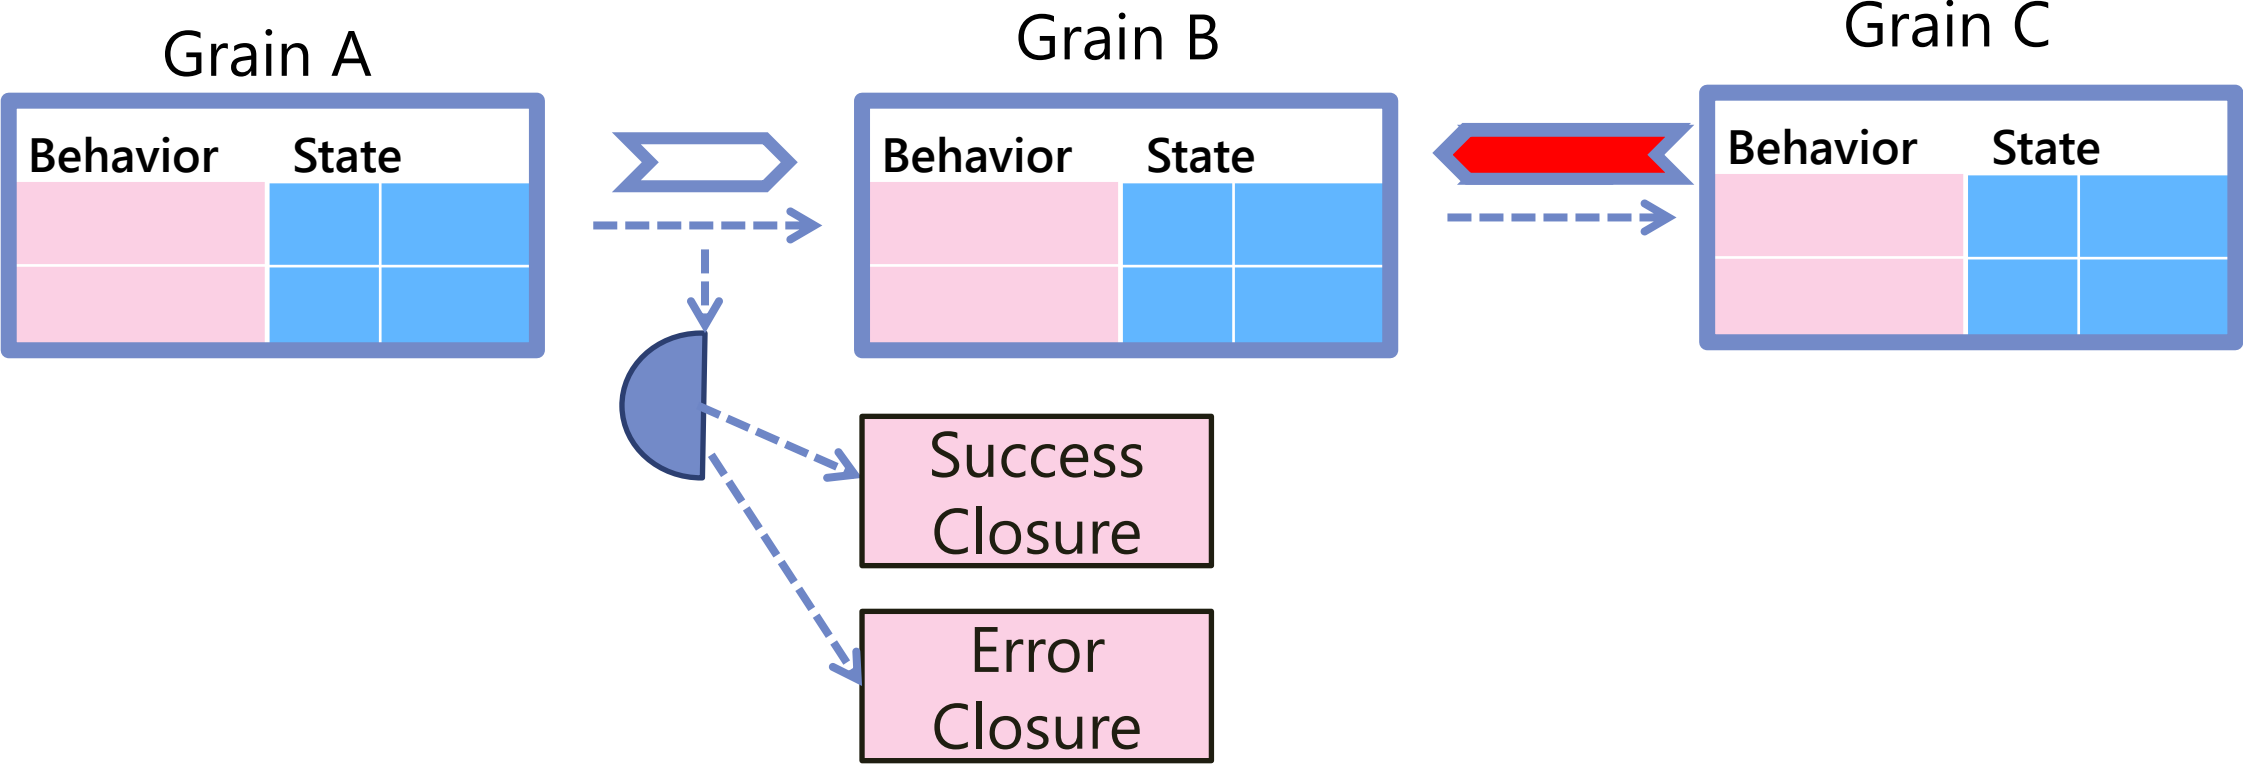 Grain A
Grain B
Grain C
Behavior State
Behavior State
Behavior State
Success
Closure
Error
Closure